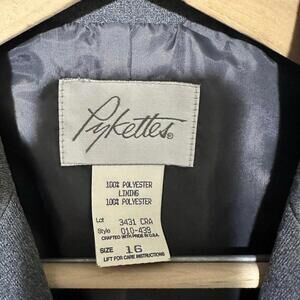 Pykettes®
100% POLYESTER
LINING
100% POLYESTER
Lot 3431 CRA
Style 010-439
CRAFTED WITH PRIDE IN U.S.A.
SIZE 16
LIFT FOR CARE INSTRUCTIONS